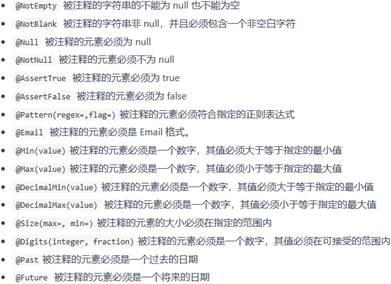 @NotEmpty 被注释的字符串的不能为 null 也不能为空
@NotBlank 被注释的字符串非 null，并且必须包含一个非空白字符
@Null 被注释的元素必须为 null
@NotNull 被注释的元素必须不为 null
@AssertTrue 被注释的元素必须为 true
@AssertFalse 被注释的元素必须为 false
@Pattern(regex=,flag=) 被注释的元素必须符合指定的正则表达式
@Email 被注释的元素必须是 Email 格式。
@Min(value) 被注释的元素必须是一个数字，其值必须大于等于指定的最小值
@Max(value) 被注释的元素必须是一个数字，其值必须小于等于指定的最大值
@DecimalMin(value) 被注释的元素必须是一个数字，其值必须大于等于指定的最小值
@DecimalMax(value) 被注释的元素必须是一个数字，其值必须小于等于指定的最大值
@Size(max=, min=) 被注释的元素的大小必须在指定的范围内
@Digits(integer, fraction) 被注释的元素必须是一个数字，其值必须在可接受的范围内
@Past 被注释的元素必须是一个过去的日期
@Future 被注释的元素必须是一个将来的日期